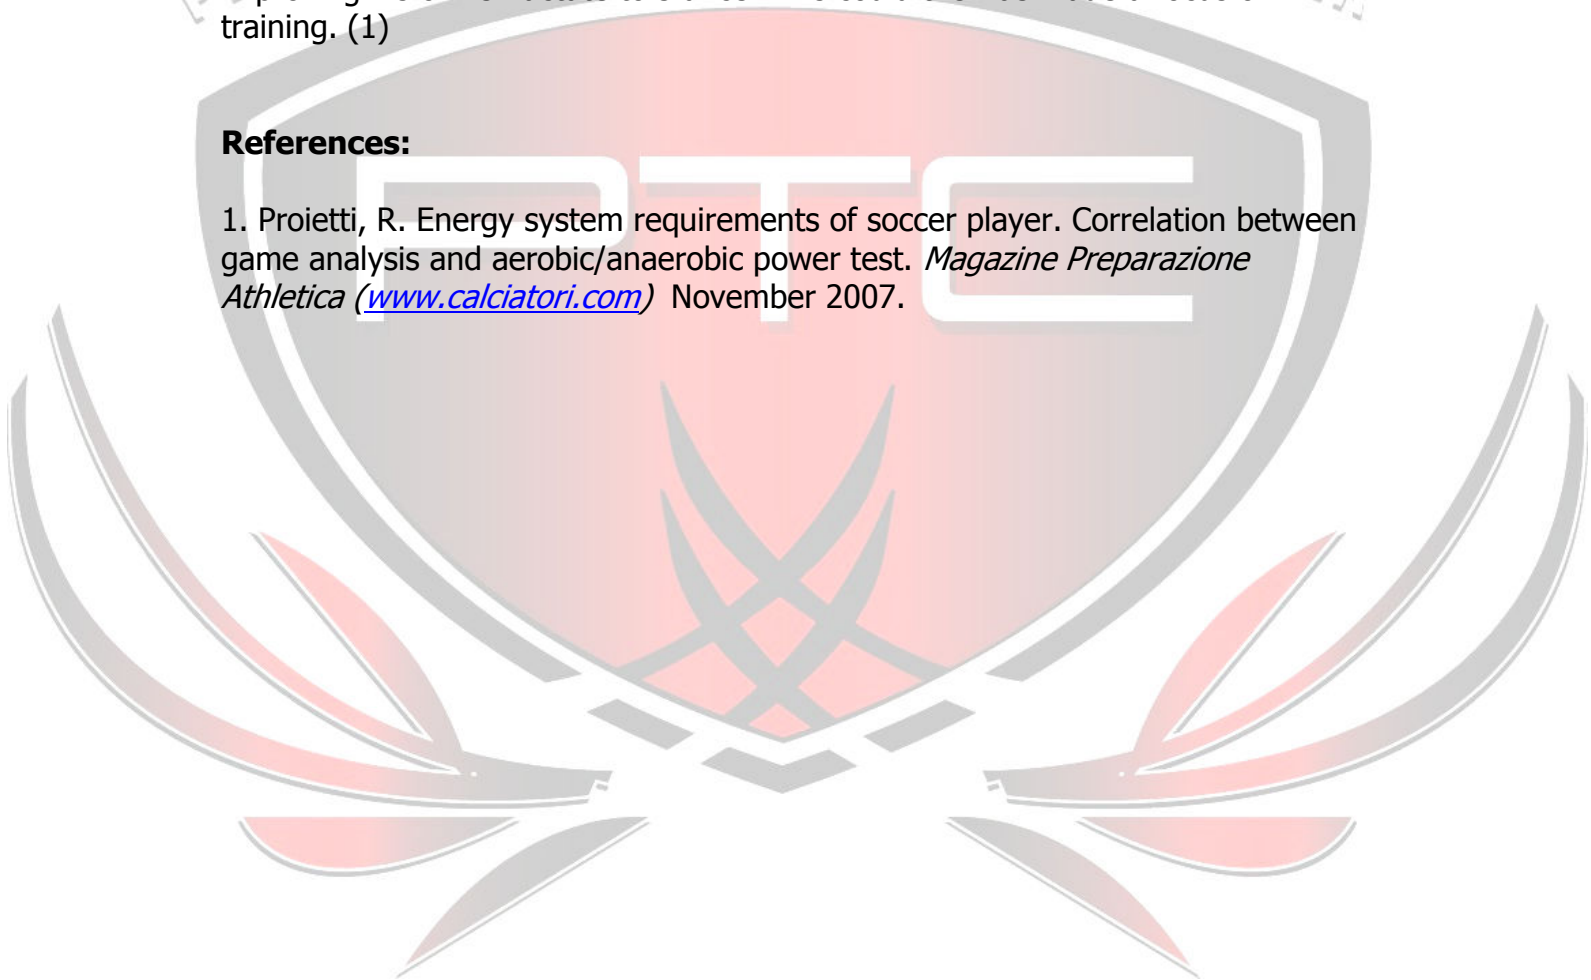 training. (1)
References:
PTC
1. Proietti, R. Energy system requirements of soccer player. Correlation between
game analysis and aerobic/anaerobic power test. Magazine Preparazione
Athletica (www.calciatori.com) November 2007.